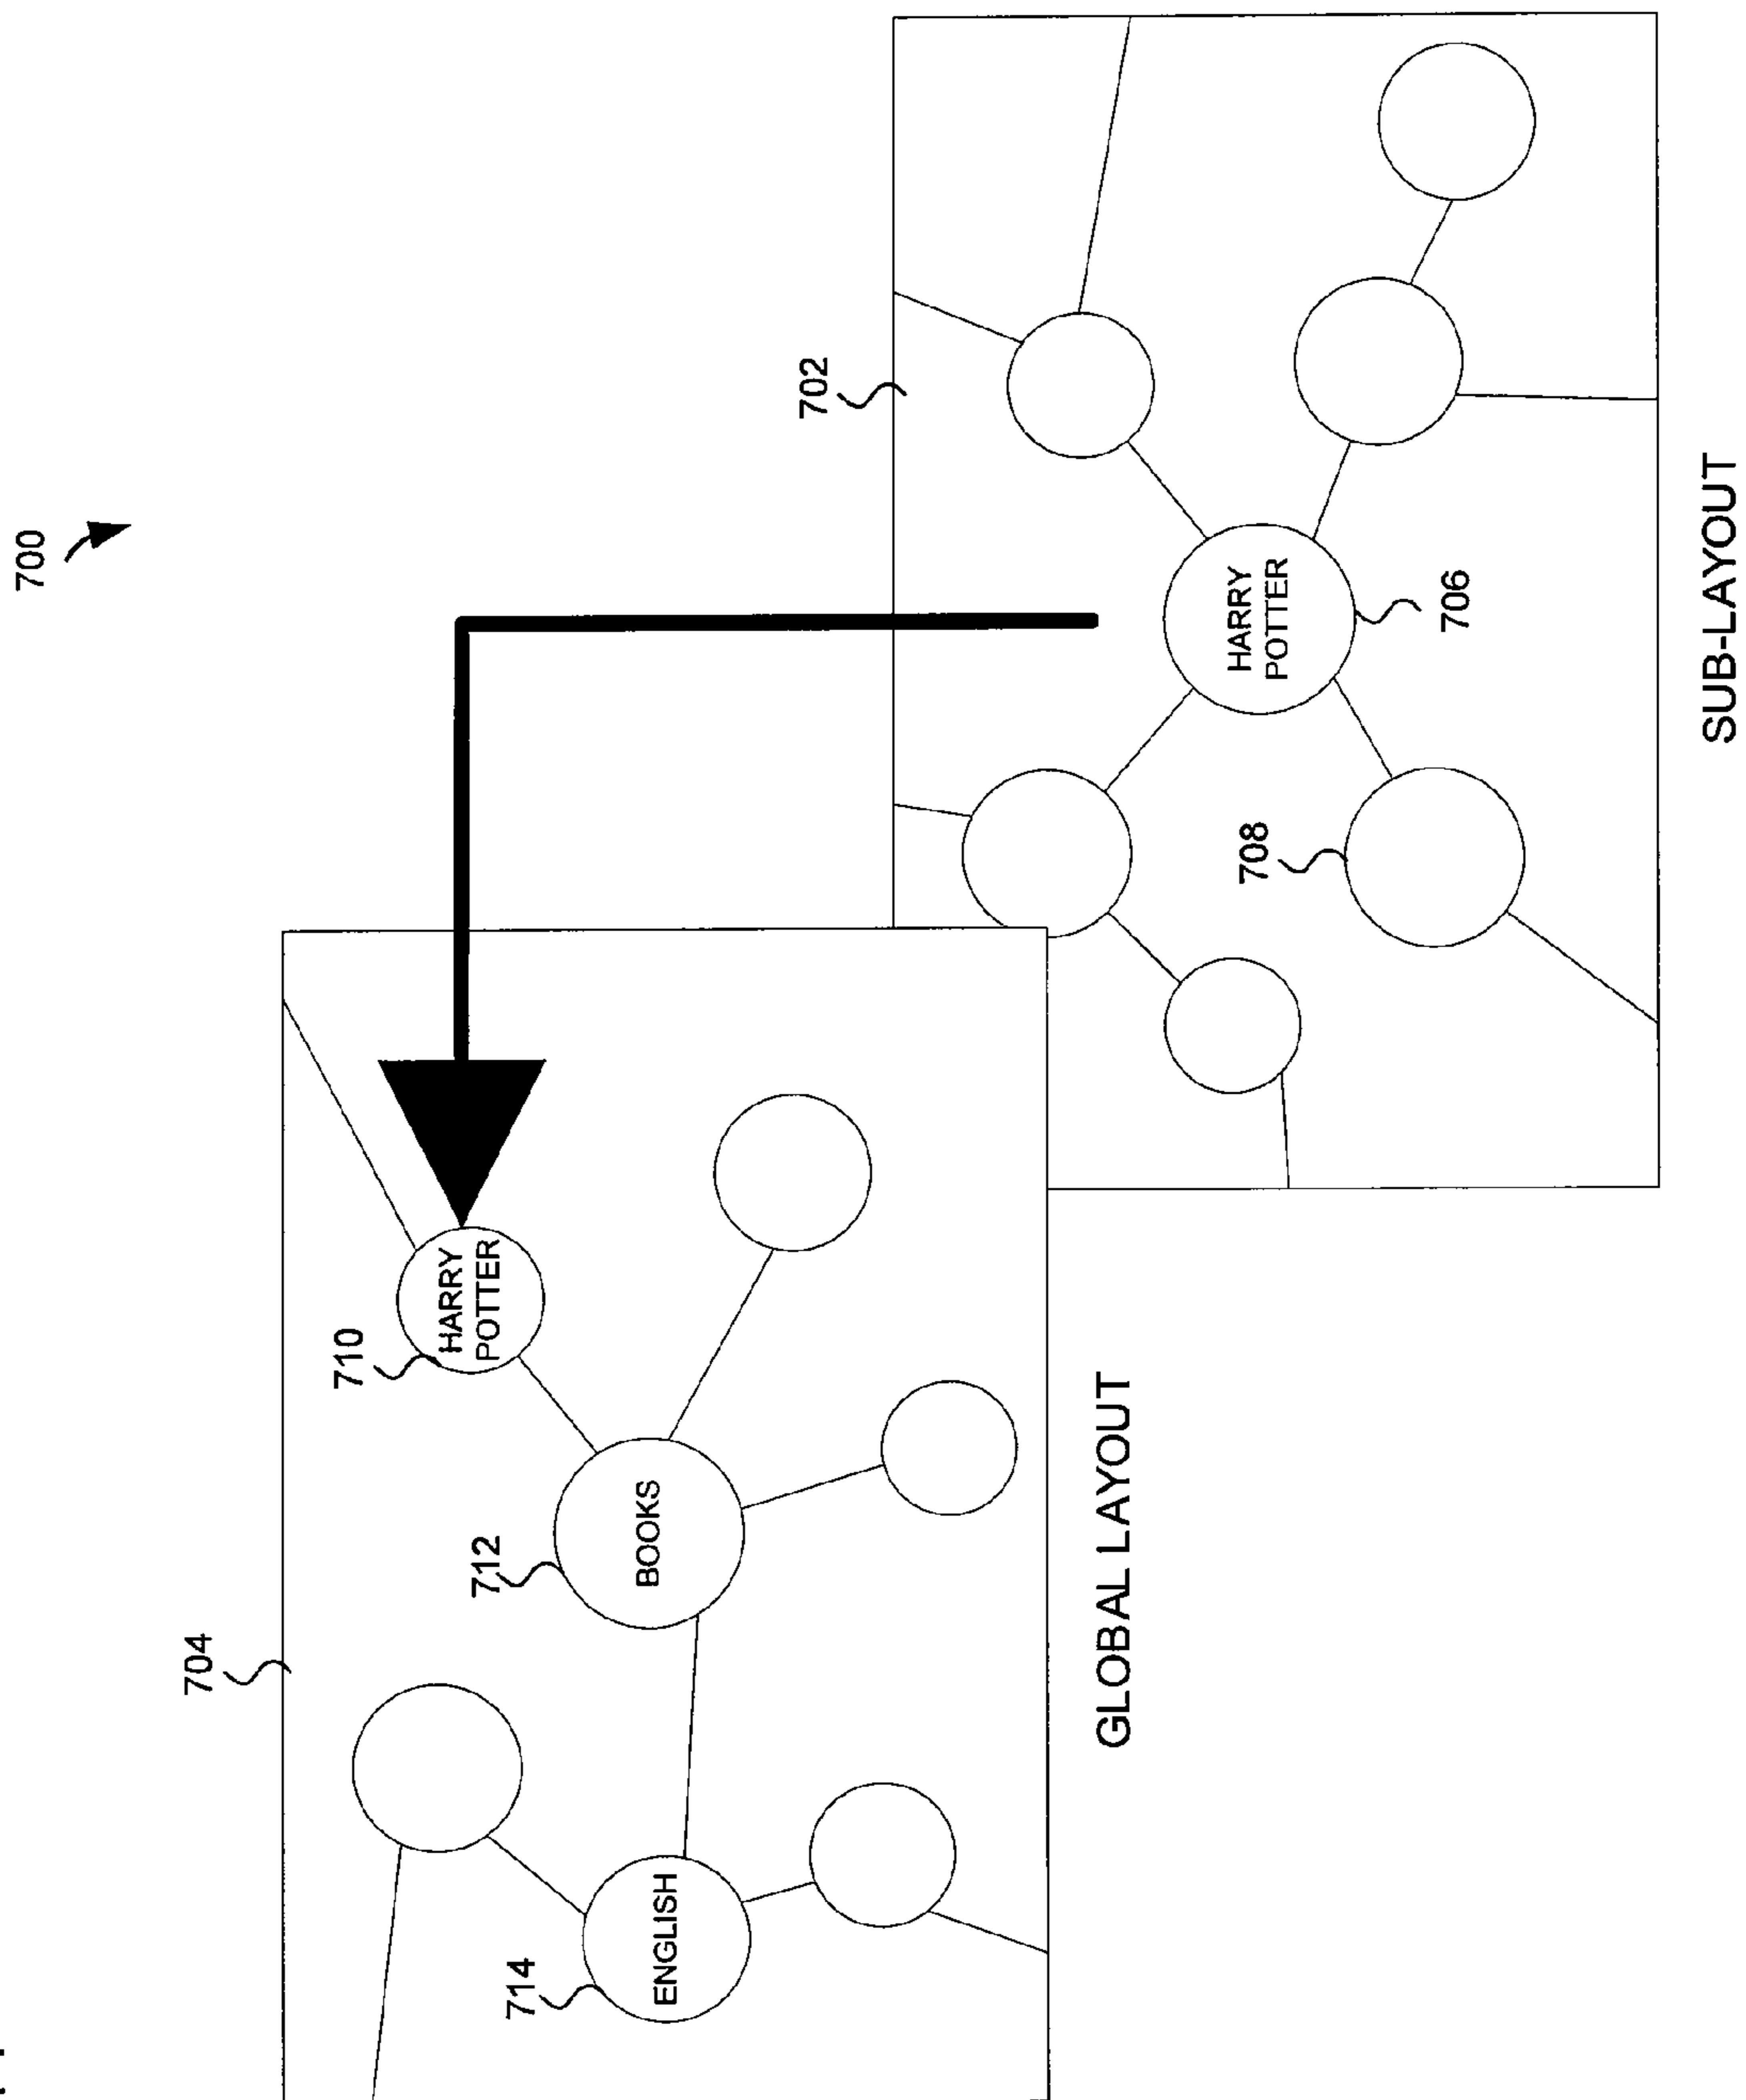 700
704
710
HARRY
POTTER
712
714
BOOKS
ENGLISH
702
GLOBAL LAYOUT
708
HARRY
POTTER
706
SUB-LAYOUT